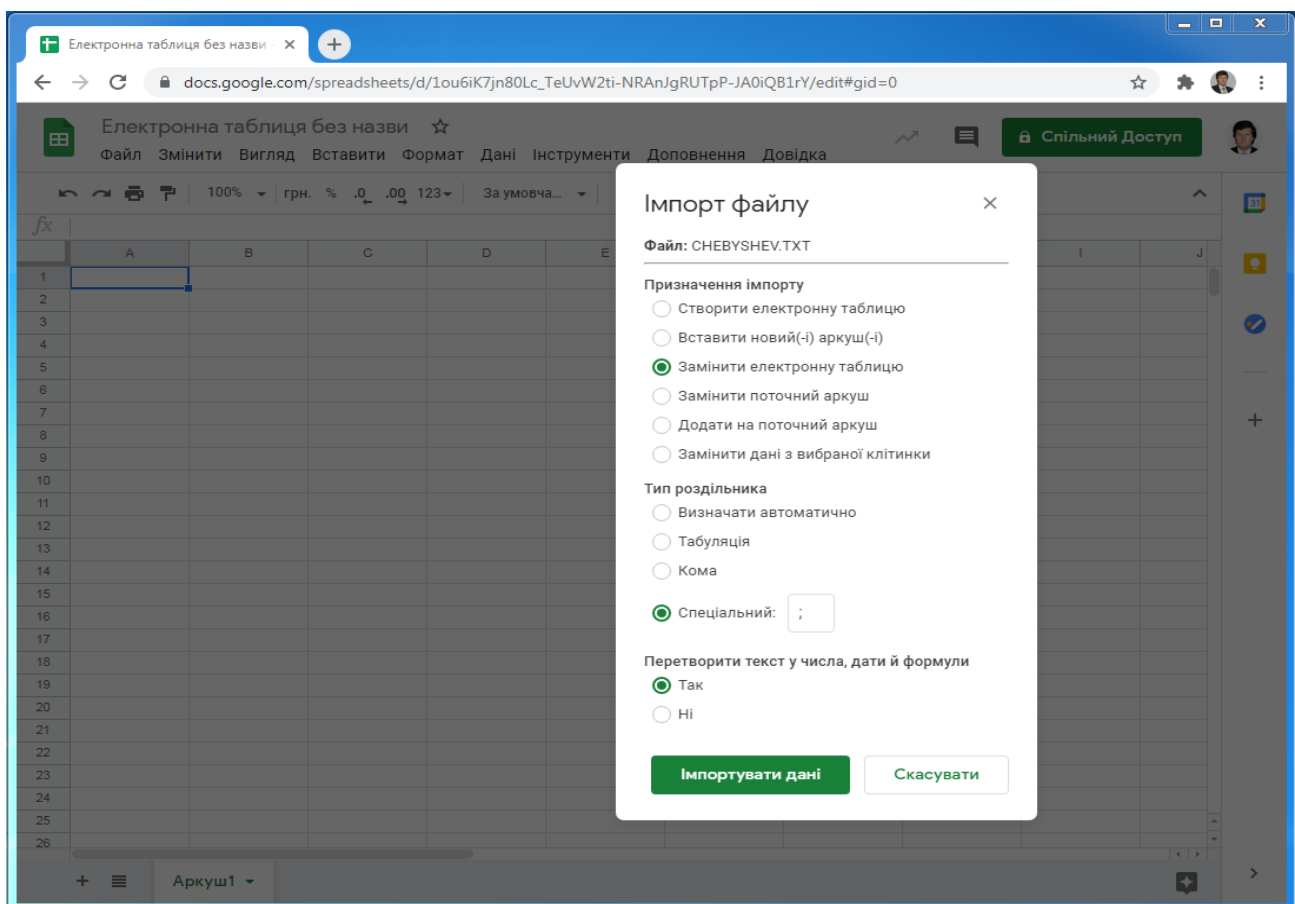 Електронна таблиця без назви -
docs.google.com/spreadsheets/d/1ou6iK7jn80Lc_TeUvW2ti-NRAnJgRUTpP-JA0iQB1rY/edit#gid=0
Електронна таблиця без назви
Спільний Доступ
Файл Змінити Вигляд Вставити Формат Дані Інструменти Доповнення Довідка
100% грн. % .0 .00 123 За умовча...
31
fx
A B C D E I J
1
2
3
4
5
6
7
8
9
10
11
12
13
14
15
16
17
18
19
20
21
22
23
24
25
26
Імпорт файлу
Файл: CHEBYSHEV.TXT
Призначення імпорту
Створити електронну таблицю
Вставити новий(-і) аркуш(-і)
Замінити електронну таблицю
Замінити поточний аркуш
Додати на поточний аркуш
Замінити дані з вибраної клітинки
Тип роздільника
Визначати автоматично
Табуляція
Кома
Спеціальний: ;
Перетворити текст у числа, дати й формули
Так
Ні
Імпортувати дані Скасувати
Аркуш1